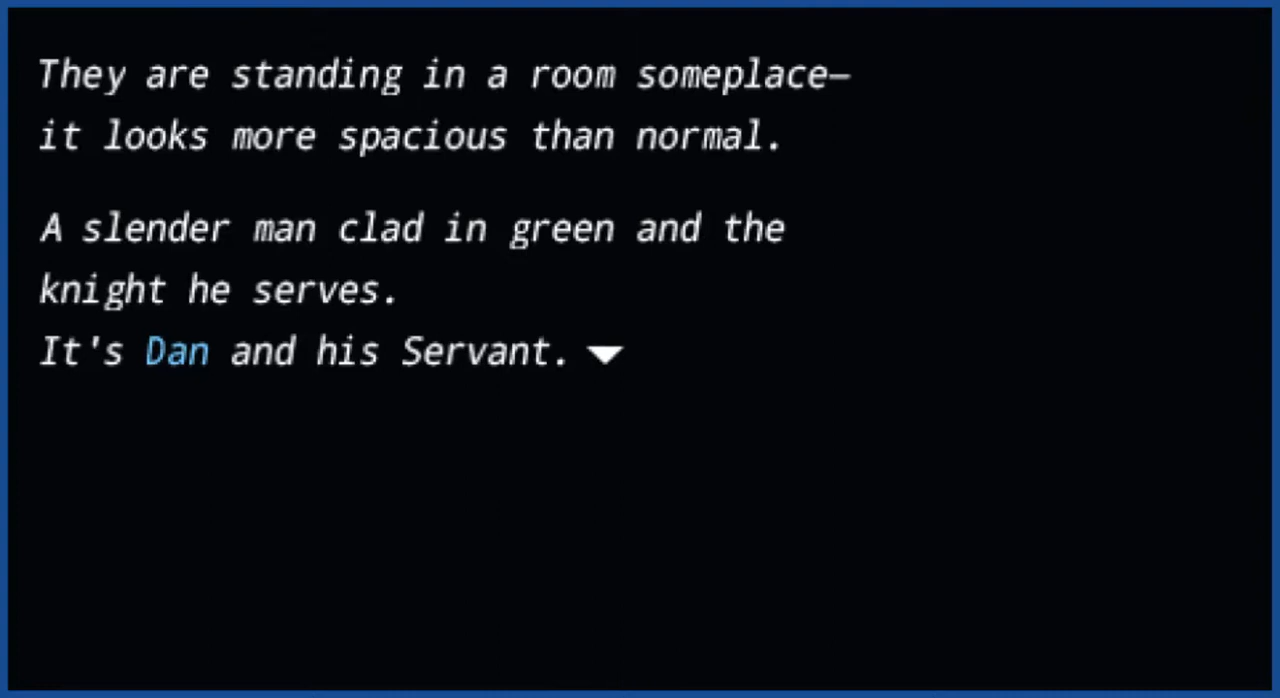 They are standing in a room someplace—
it looks more spacious than normal.
A slender man clad in green and the
knight he serves.
It's Dan and his Servant.